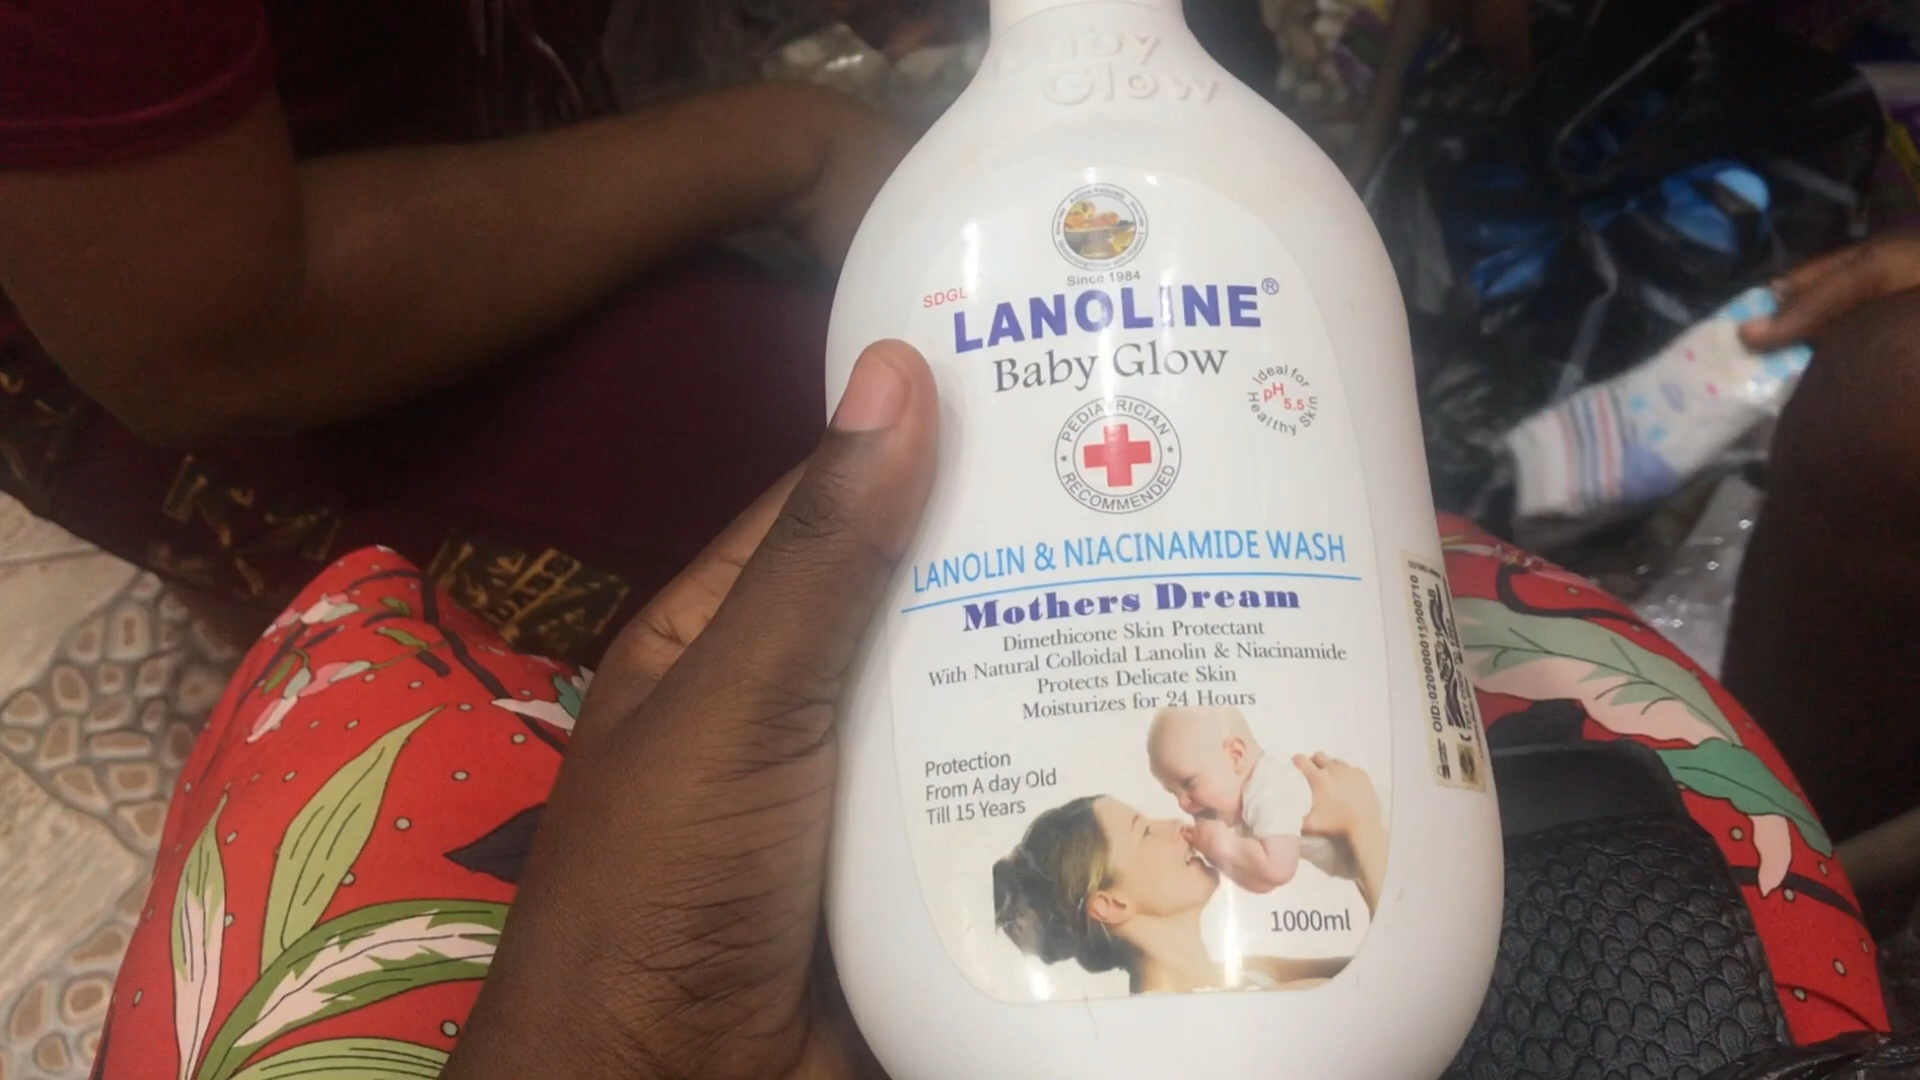 Baby
Glow
Since 1984
SDGL
LANOLINE®
Baby Glow
Ideal for
pH
5.5
Healthy Skin
PEDIATRICIAN
RECOMMENDED
LANOLIN & NIACINAMIDE WASH
Mothers Dream
Dimethicone Skin Protectant
With Natural Colloidal Lanolin & Niacinamide
Protects Delicate Skin
Moisturizes for 24 Hours
Protection
From A day Old
Till 15 Years
1000ml